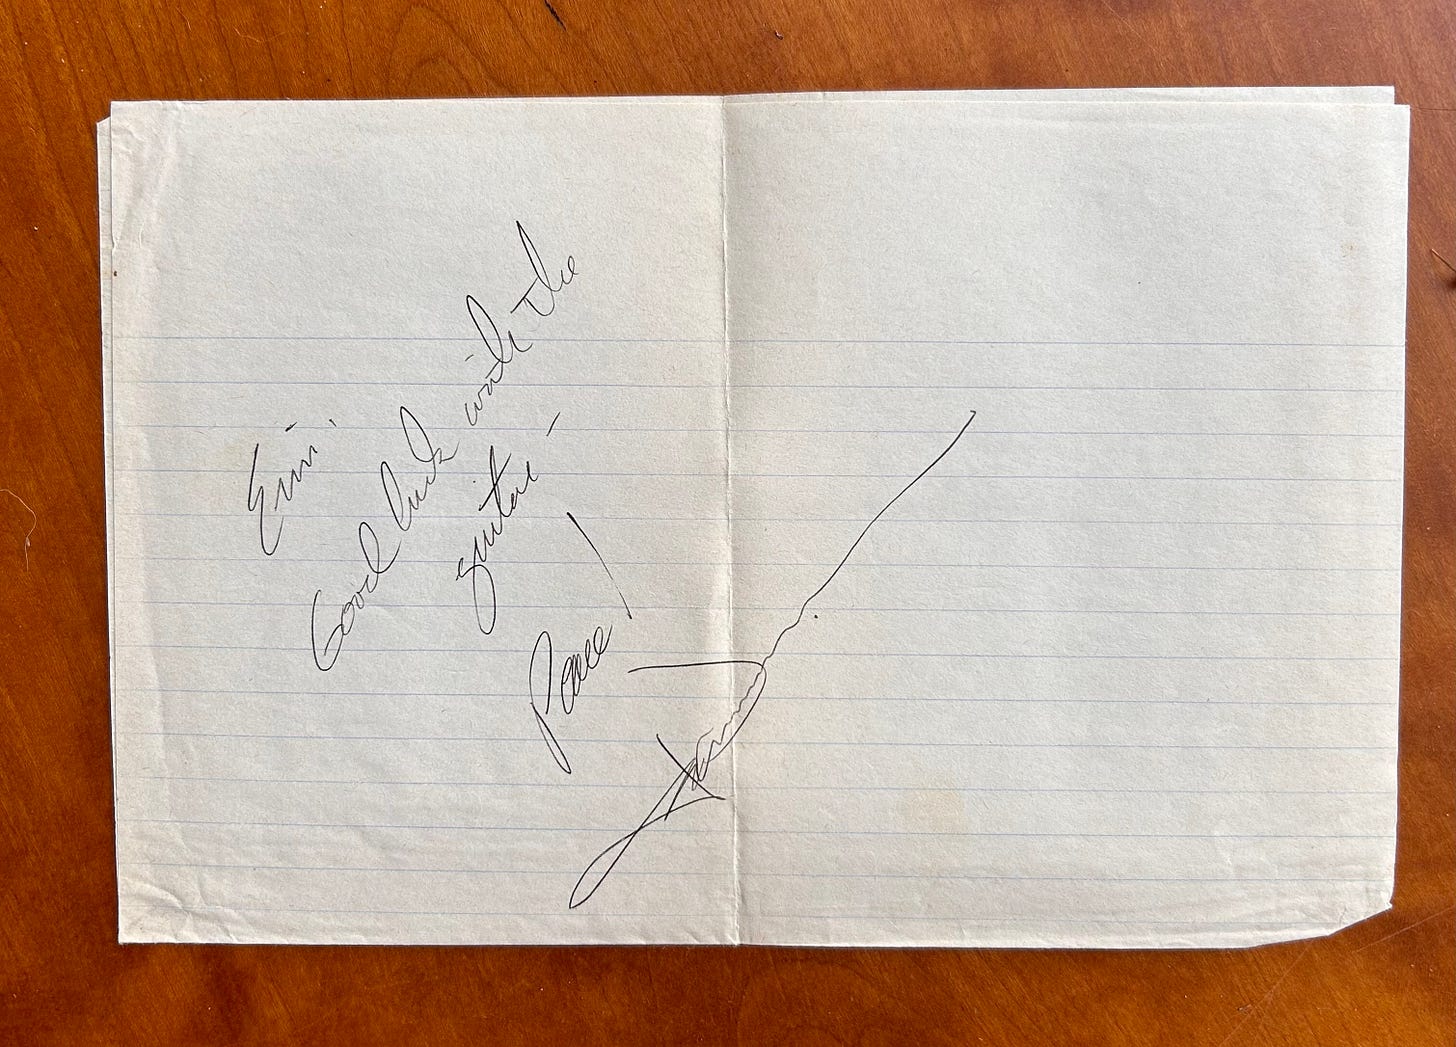 Erin,
Good luck with the
guitar –
Peace